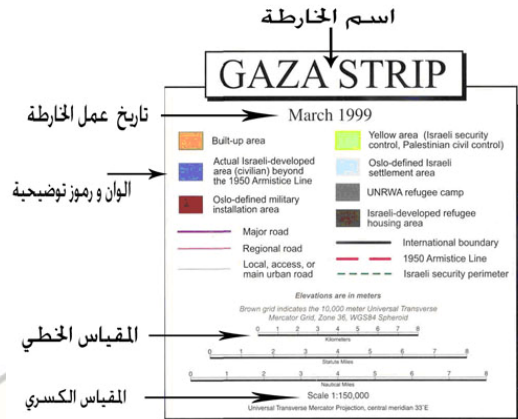 اسم الخارطة
GAZA STRIP
تاريخ عمل الخارطة
March 1999
Built-up area
Yellow area (Israeli security
control, Palestinian civil control)
الوان و رموز توضيحية
Actual Israeli-developed
area (civilian) beyond
the 1950 Armistice Line
Oslo-defined Israeli
settlement area
UNRWA refugee camp
Oslo-defined military
installation area
Israeli-developed refugee
housing area
Major road
International boundary
Regional road
1950 Armistice Line
Local, access, or
main urban road
Israeli security perimeter
Elevations are in meters
Brown grid indicates the 10,000 meter Universal Transverse
Mercator Grid, Zone 36, WGS84 Spheroid
المقياس الخطي
0 1 2 3 4 5 6 7 8
Kilometers
0 1 2 3 4 5 6 7 8
Statute Miles
0 1 2 3 4 5 6 7 8
Nautical Miles
المقياس الكسري
Scale 1:150,000
Universal Transverse Mercator Projection, central meridian 33°E